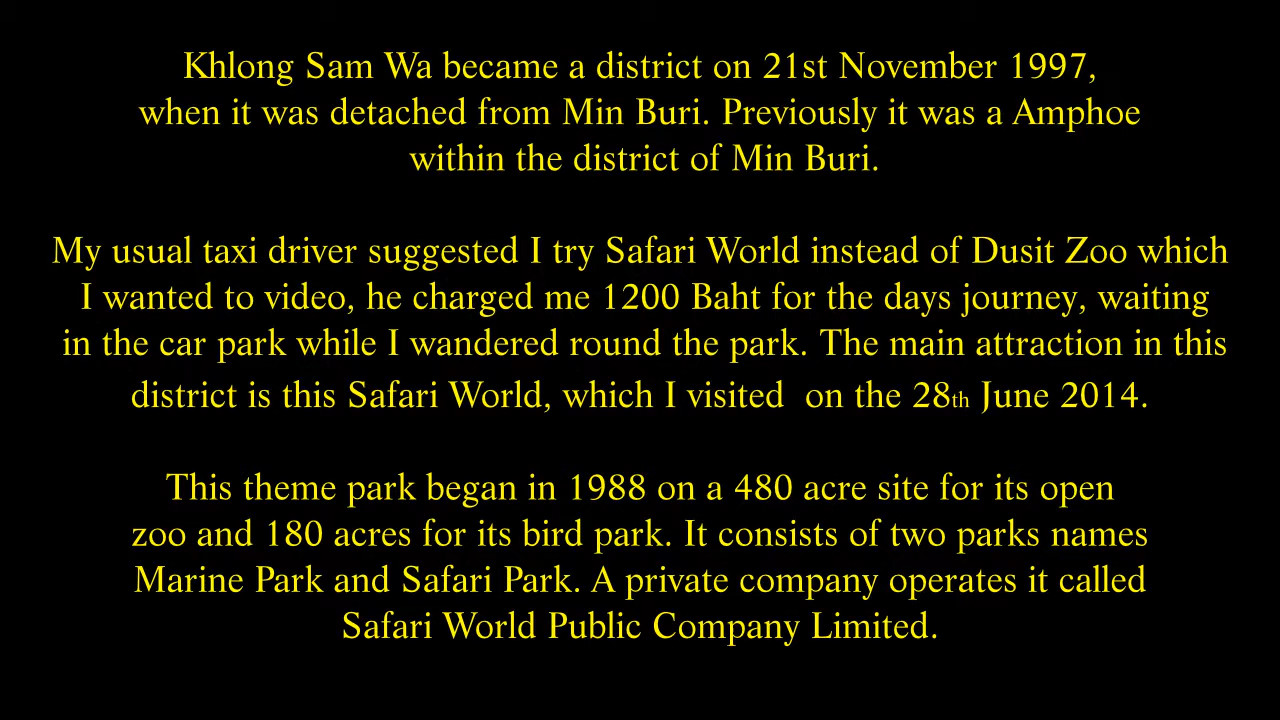 Khlong Sam Wa became a district on 21st November 1997,
when it was detached from Min Buri. Previously it was a Amphoe
within the district of Min Buri.
My usual taxi driver suggested I try Safari World instead of Dusit Zoo which
I wanted to video, he charged me 1200 Baht for the days journey, waiting
in the car park while I wandered round the park. The main attraction in this
district is this Safari World, which I visited  on the 28th June 2014.
This theme park began in 1988 on a 480 acre site for its open
zoo and 180 acres for its bird park. It consists of two parks names
Marine Park and Safari Park. A private company operates it called
Safari World Public Company Limited.